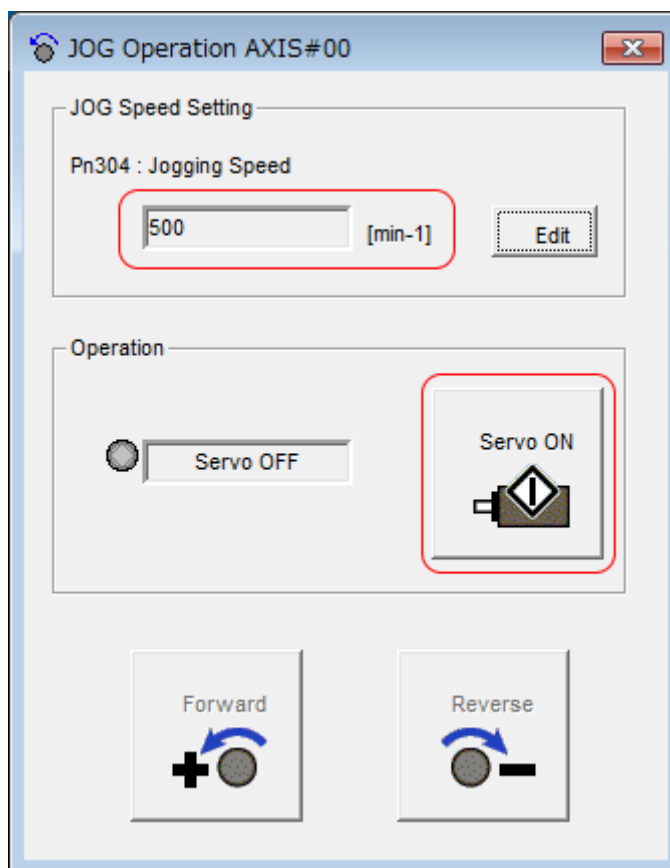 JOG Operation AXIS#00
JOG Speed Setting
Pn304 : Jogging Speed
500 [min-1] Edit
Operation
Servo OFF
Servo ON
Forward Reverse